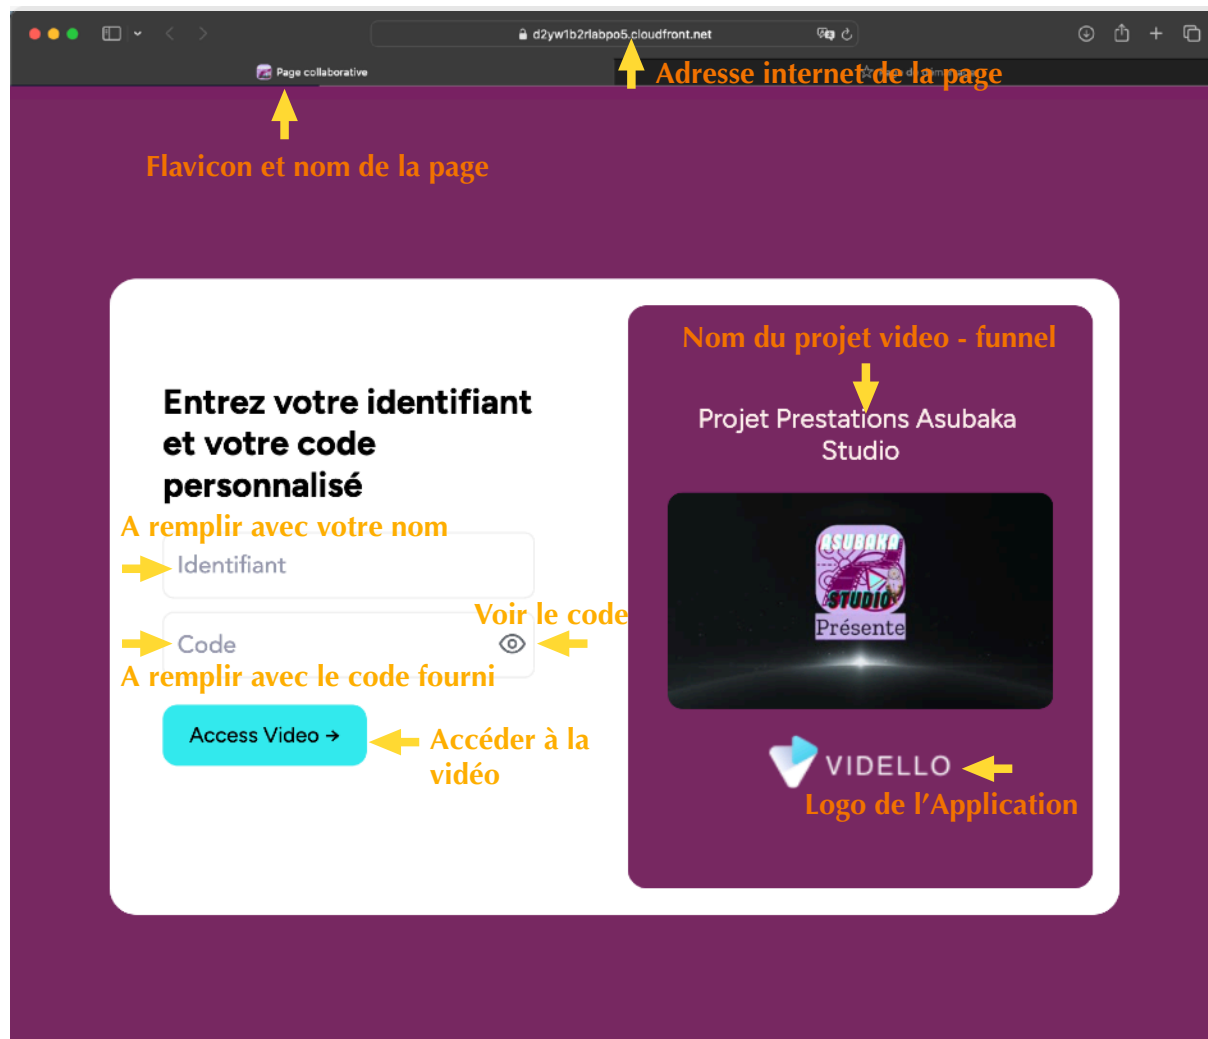 d2yw1b2rlabpo5.cloudfront.net
Page collaborative
Adresse internet de la page
Flavicon et nom de la page
Nom du projet video - funnel
Projet Prestations Asubaka
Studio
Entrez votre identifiant
et votre code
personnalisé
A remplir avec votre nom
Identifiant
Voir le code
Code
A remplir avec le code fourni
Access Video →
Accéder à la
vidéo
ASUBAKA
STUDIO
Présente
VIDELLO
Logo de l’Application